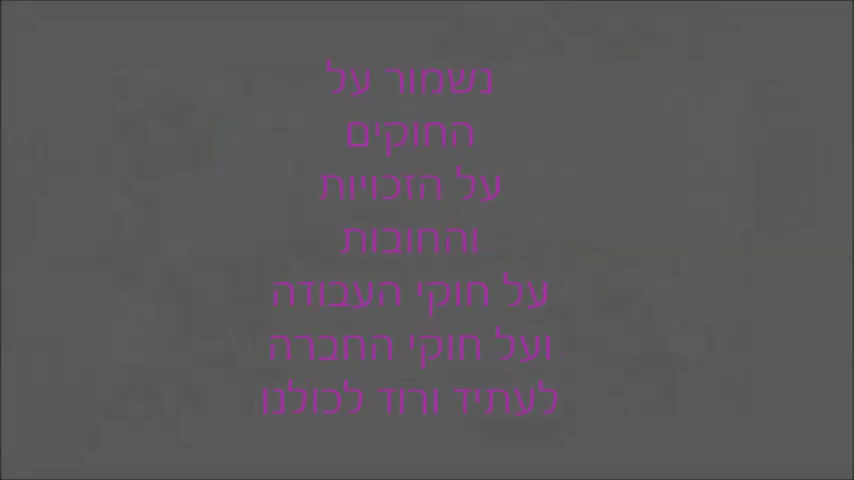 נשמור על
החוקים
על הזכויות
והחובות
על חוקי העבודה
ועל חוקי החברה
לעתיד ורוד לכולנו